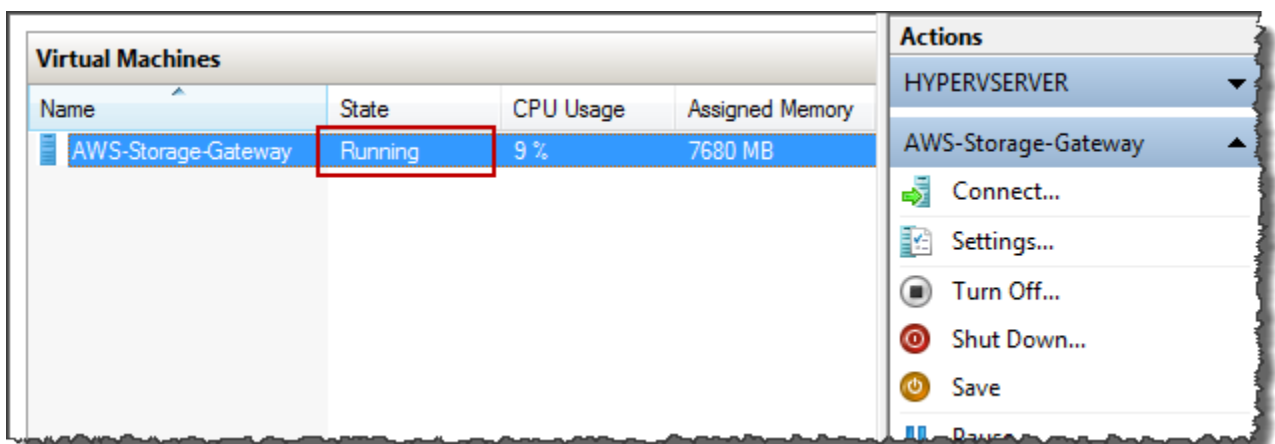 Virtual Machines
Name State CPU Usage Assigned Memory
AWS-Storage-Gateway Running 9 % 7680 MB
Actions
HYPERVSERVER
AWS-Storage-Gateway
Connect...
Settings...
Turn Off...
Shut Down...
Save
Pause